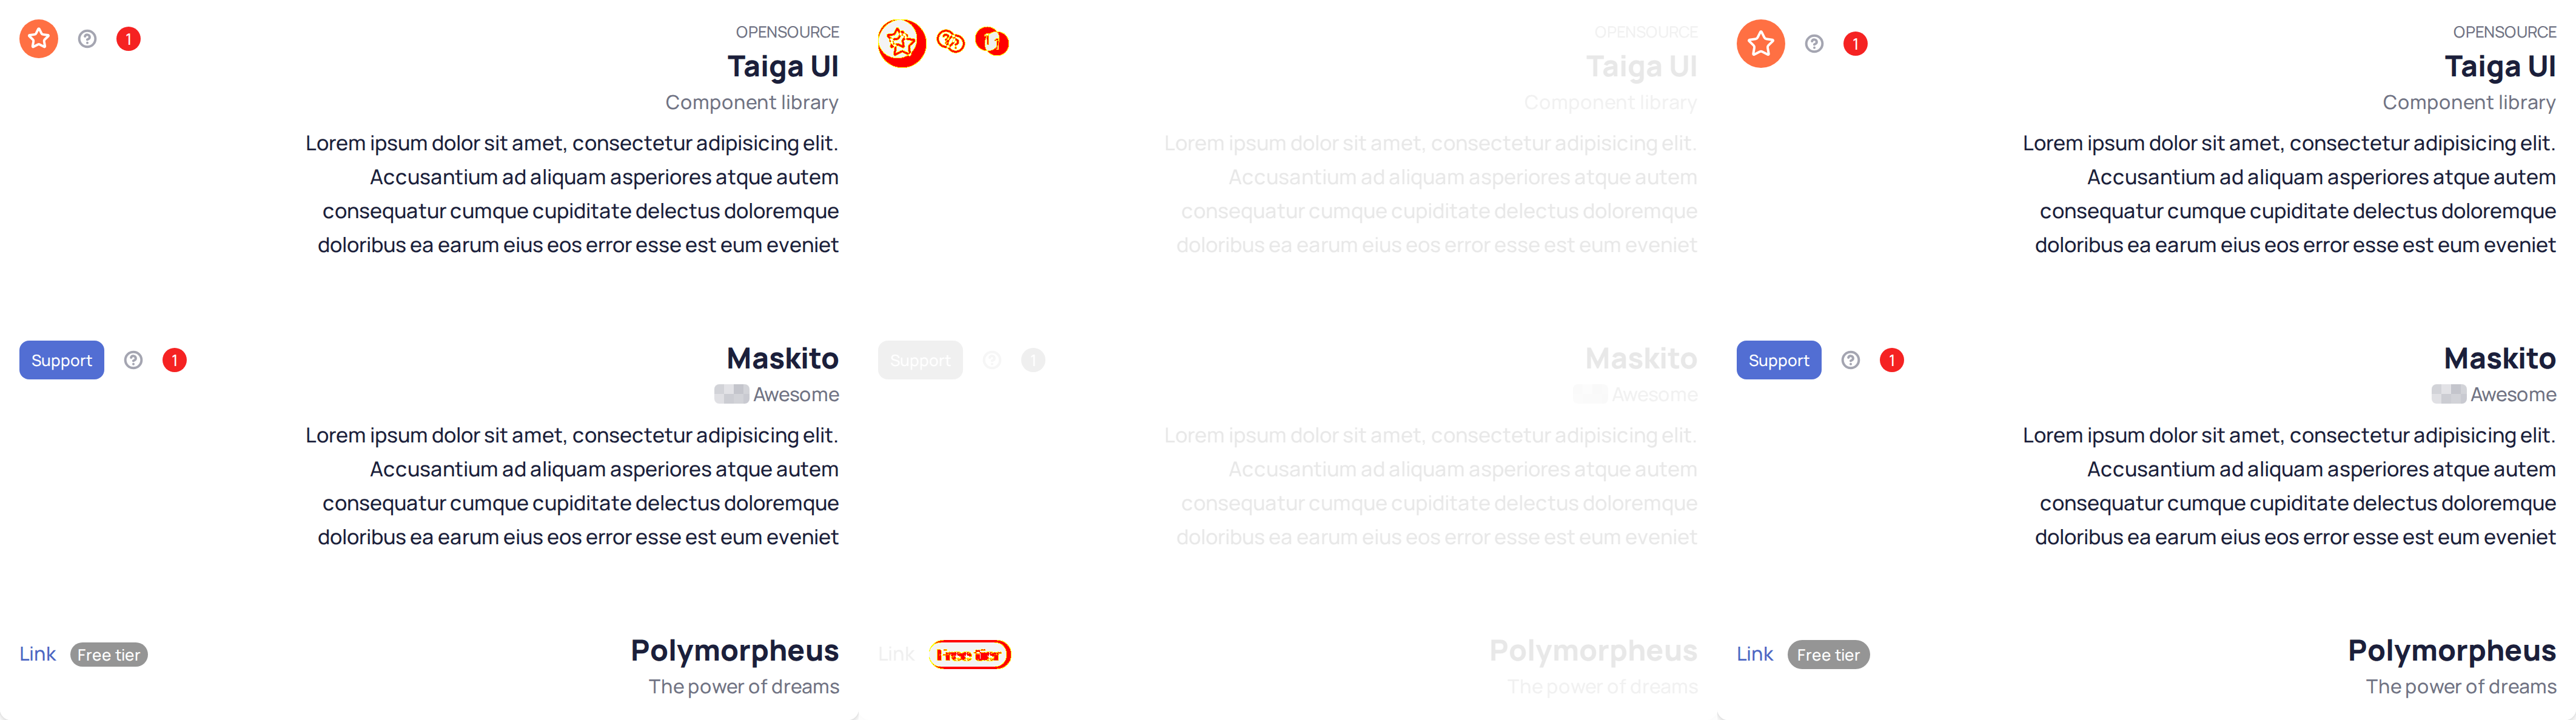 1
OPENSOURCE
Taiga UI
Component library
Lorem ipsum dolor sit amet, consectetur adipisicing elit.
Accusantium ad aliquam asperiores atque autem
consequatur cumque cupiditate delectus doloremque
doloribus ea earum eius eos error esse est eum eveniet
Support
1
Maskito
Awesome
Lorem ipsum dolor sit amet, consectetur adipisicing elit.
Accusantium ad aliquam asperiores atque autem
consequatur cumque cupiditate delectus doloremque
doloribus ea earum eius eos error esse est eum eveniet
Link Free tier
Polymorpheus
The power of dreams
OPENSOURCE
Taiga UI
Component library
Lorem ipsum dolor sit amet, consectetur adipisicing elit.
Accusantium ad aliquam asperiores atque autem
consequatur cumque cupiditate delectus doloremque
doloribus ea earum eius eos error esse est eum eveniet
Support
1
Maskito
Awesome
Lorem ipsum dolor sit amet, consectetur adipisicing elit.
Accusantium ad aliquam asperiores atque autem
consequatur cumque cupiditate delectus doloremque
doloribus ea earum eius eos error esse est eum eveniet
Link Free tier
Polymorpheus
The power of dreams
1
OPENSOURCE
Taiga UI
Component library
Lorem ipsum dolor sit amet, consectetur adipisicing elit.
Accusantium ad aliquam asperiores atque autem
consequatur cumque cupiditate delectus doloremque
doloribus ea earum eius eos error esse est eum eveniet
Support
1
Maskito
Awesome
Lorem ipsum dolor sit amet, consectetur adipisicing elit.
Accusantium ad aliquam asperiores atque autem
consequatur cumque cupiditate delectus doloremque
doloribus ea earum eius eos error esse est eum eveniet
Link Free tier
Polymorpheus
The power of dreams